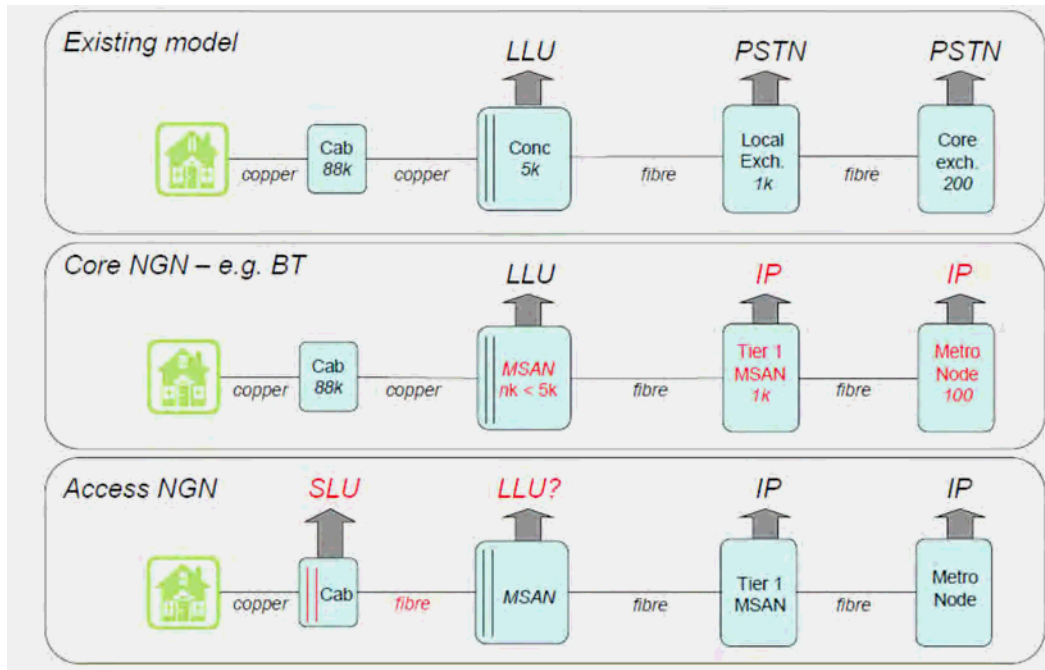 Existing model
LLU
PSTN
PSTN
copper
Cab
88k
copper
Conc
5k
fibre
Local
Exch.
1k
fibre
Core
exch.
200
Core NGN – e.g. BT
LLU
IP
IP
copper
Cab
88k
copper
MSAN
nk < 5k
fibre
Tier 1
MSAN
1k
fibre
Metro
Node
100
Access NGN
SLU
LLU?
IP
IP
copper
Cab
fibre
MSAN
fibre
Tier 1
MSAN
fibre
Metro
Node